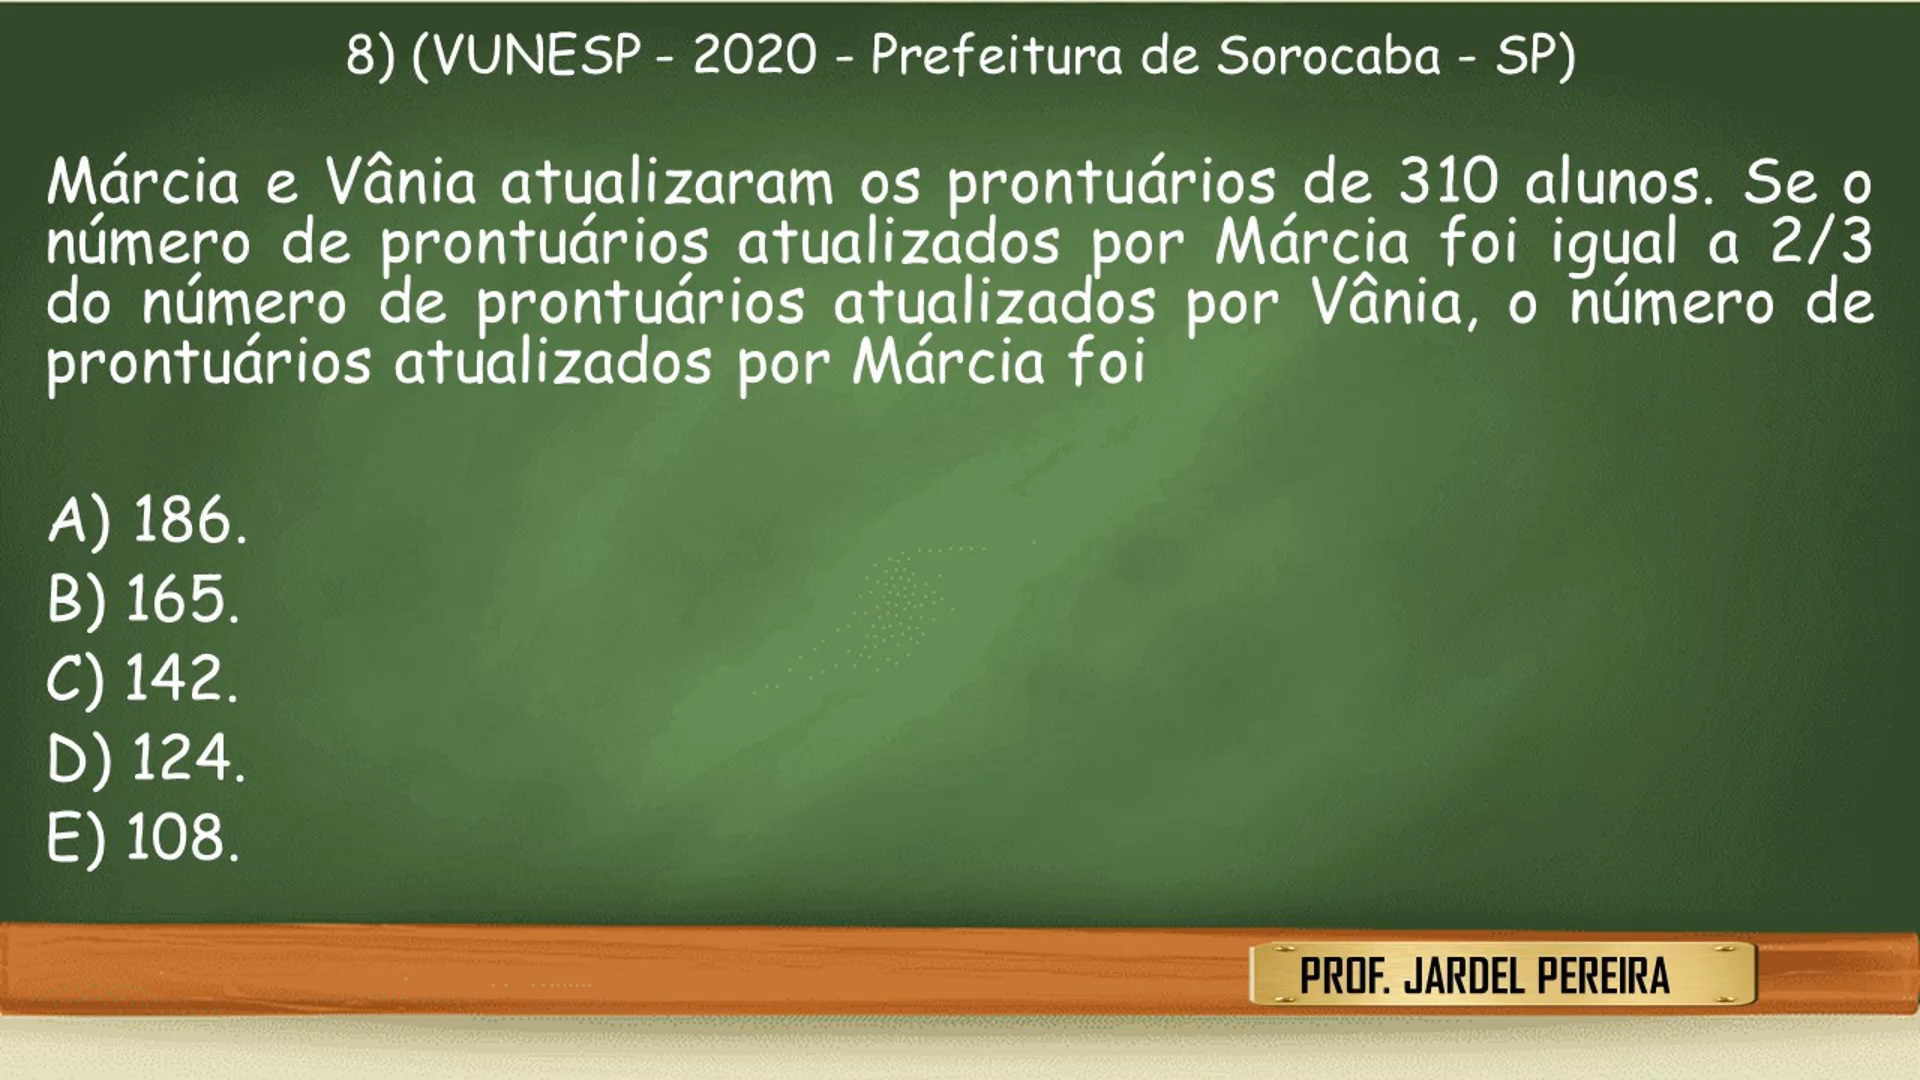 8) (VUNESP - 2020 - Prefeitura de Sorocaba - SP)
Márcia e Vânia atualizaram os prontuários de 310 alunos. Se o
número de prontuários atualizados por Márcia foi igual a 2/3
do número de prontuários atualizados por Vânia, o número de
prontuários atualizados por Márcia foi
A) 186.
B) 165.
C) 142.
D) 124.
E) 108.
PROF. JARDEL PEREIRA